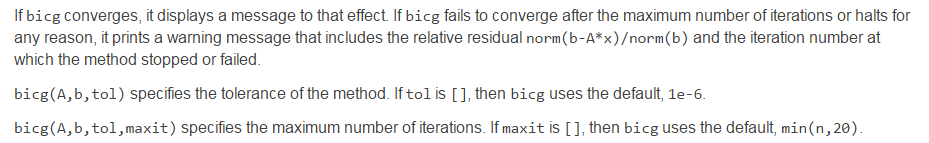 If bicg converges, it displays a message to that effect. If bicg fails to converge after the maximum number of iterations or halts for
any reason, it prints a warning message that includes the relative residual norm(b-A*x)/norm(b) and the iteration number at
which the method stopped or failed.
bicg(A,b,tol) specifies the tolerance of the method. If tol is [], then bicg uses the default, 1e-6.
bicg(A,b,tol,maxit) specifies the maximum number of iterations. If maxit is [], then bicg uses the default, min(n,20).